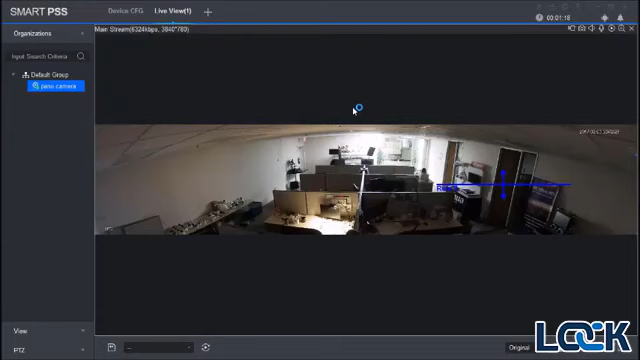 SMART PSS
Device CFG
Live View(1)
00:01:18
Organizations
Main Stream(6324kbps, 3840*780)
Input Search Criteria
Default Group
pano camera
View
PTZ
Original
LOOK